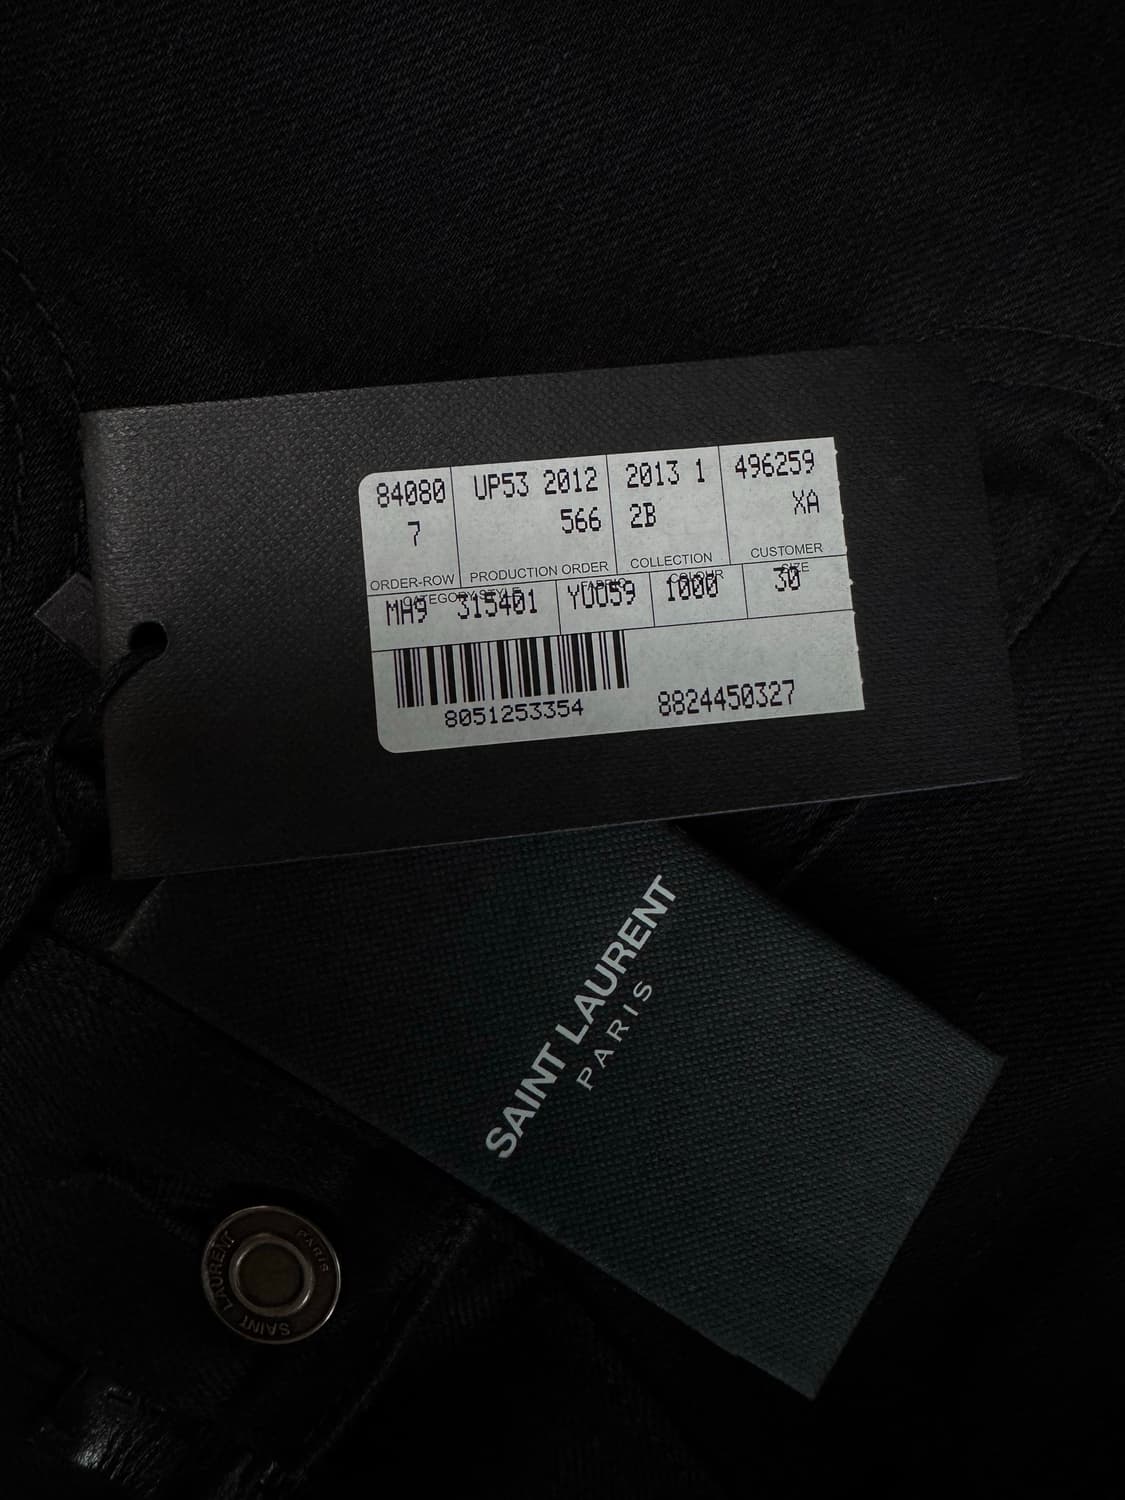 84080 UP53 2012 2013 1 496259
7 566 2B XA
ORDER-ROW PRODUCTION ORDER COLLECTION CUSTOMER
CATEGORY STYLE FABRIC COLOUR SIZE
MA9 315401 Y0059 1000 30
8051253354 8824450327
SAINT LAURENT
PARIS
SAINT LAURENT PARIS